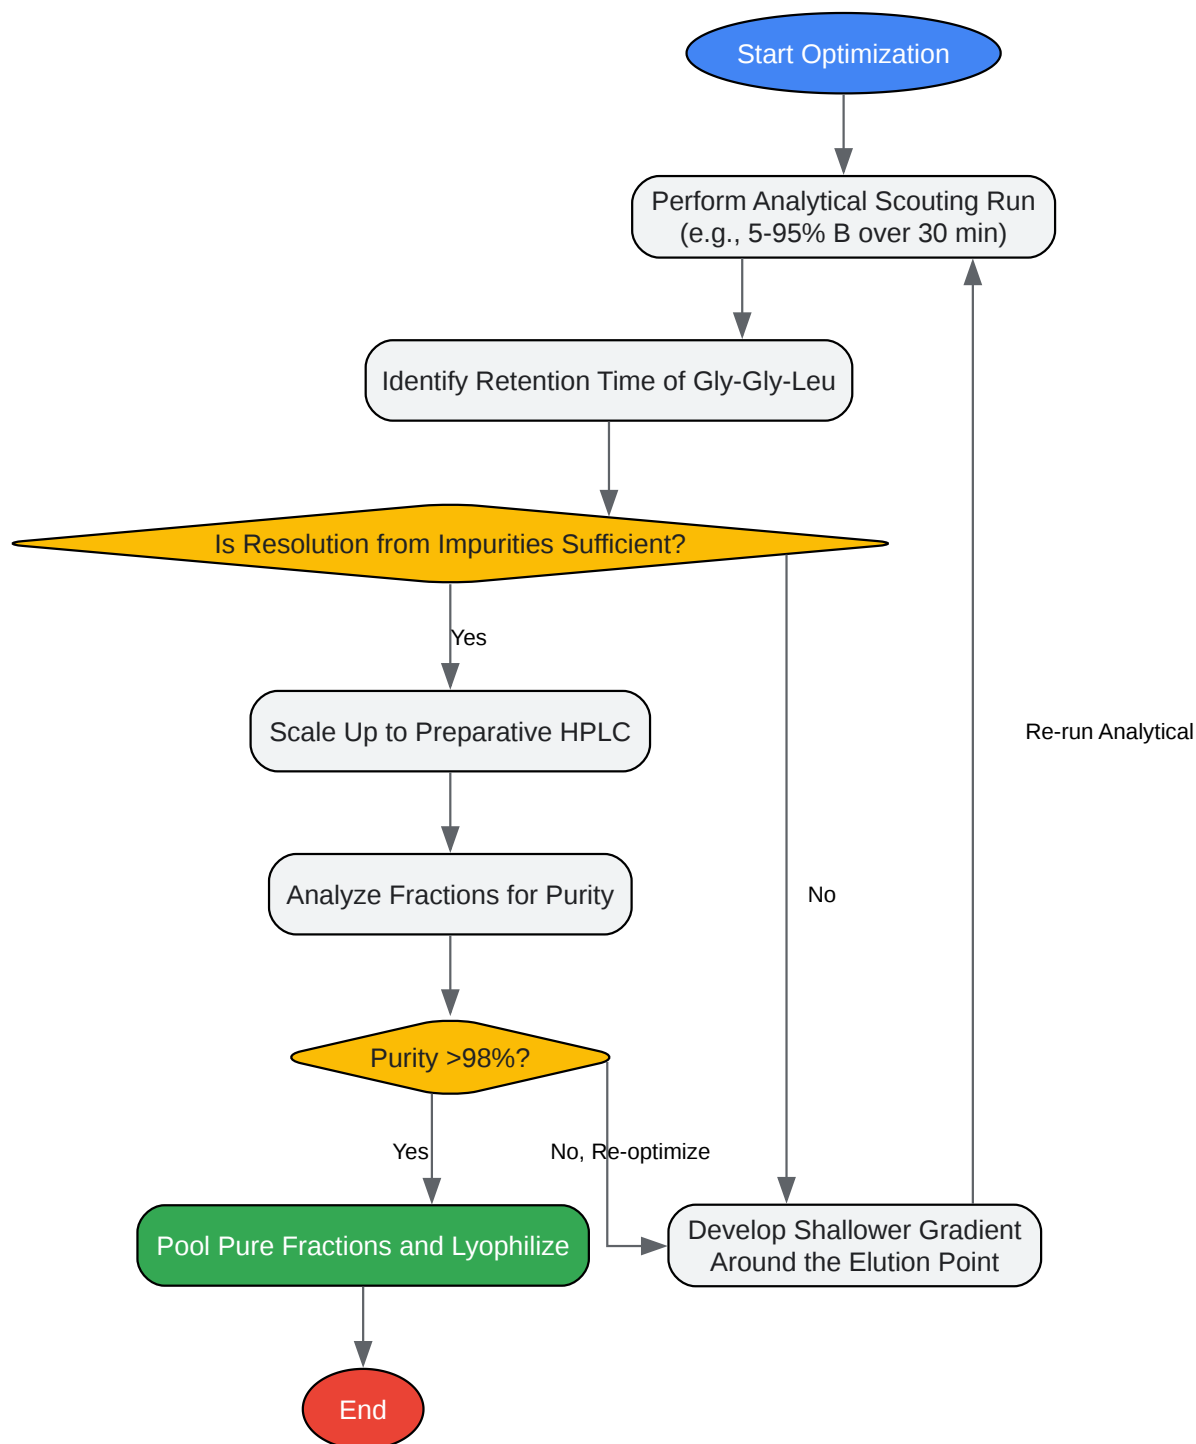 Start Optimization
Perform Analytical Scouting Run
(e.g., 5-95% B over 30 min)
Identify Retention Time of Gly-Gly-Leu
Is Resolution from Impurities Sufficient?
Yes
Scale Up to Preparative HPLC
Re-run Analytical
Analyze Fractions for Purity
No
Purity >98%?
Yes
No, Re-optimize
Pool Pure Fractions and Lyophilize
Develop Shallower Gradient
Around the Elution Point
End